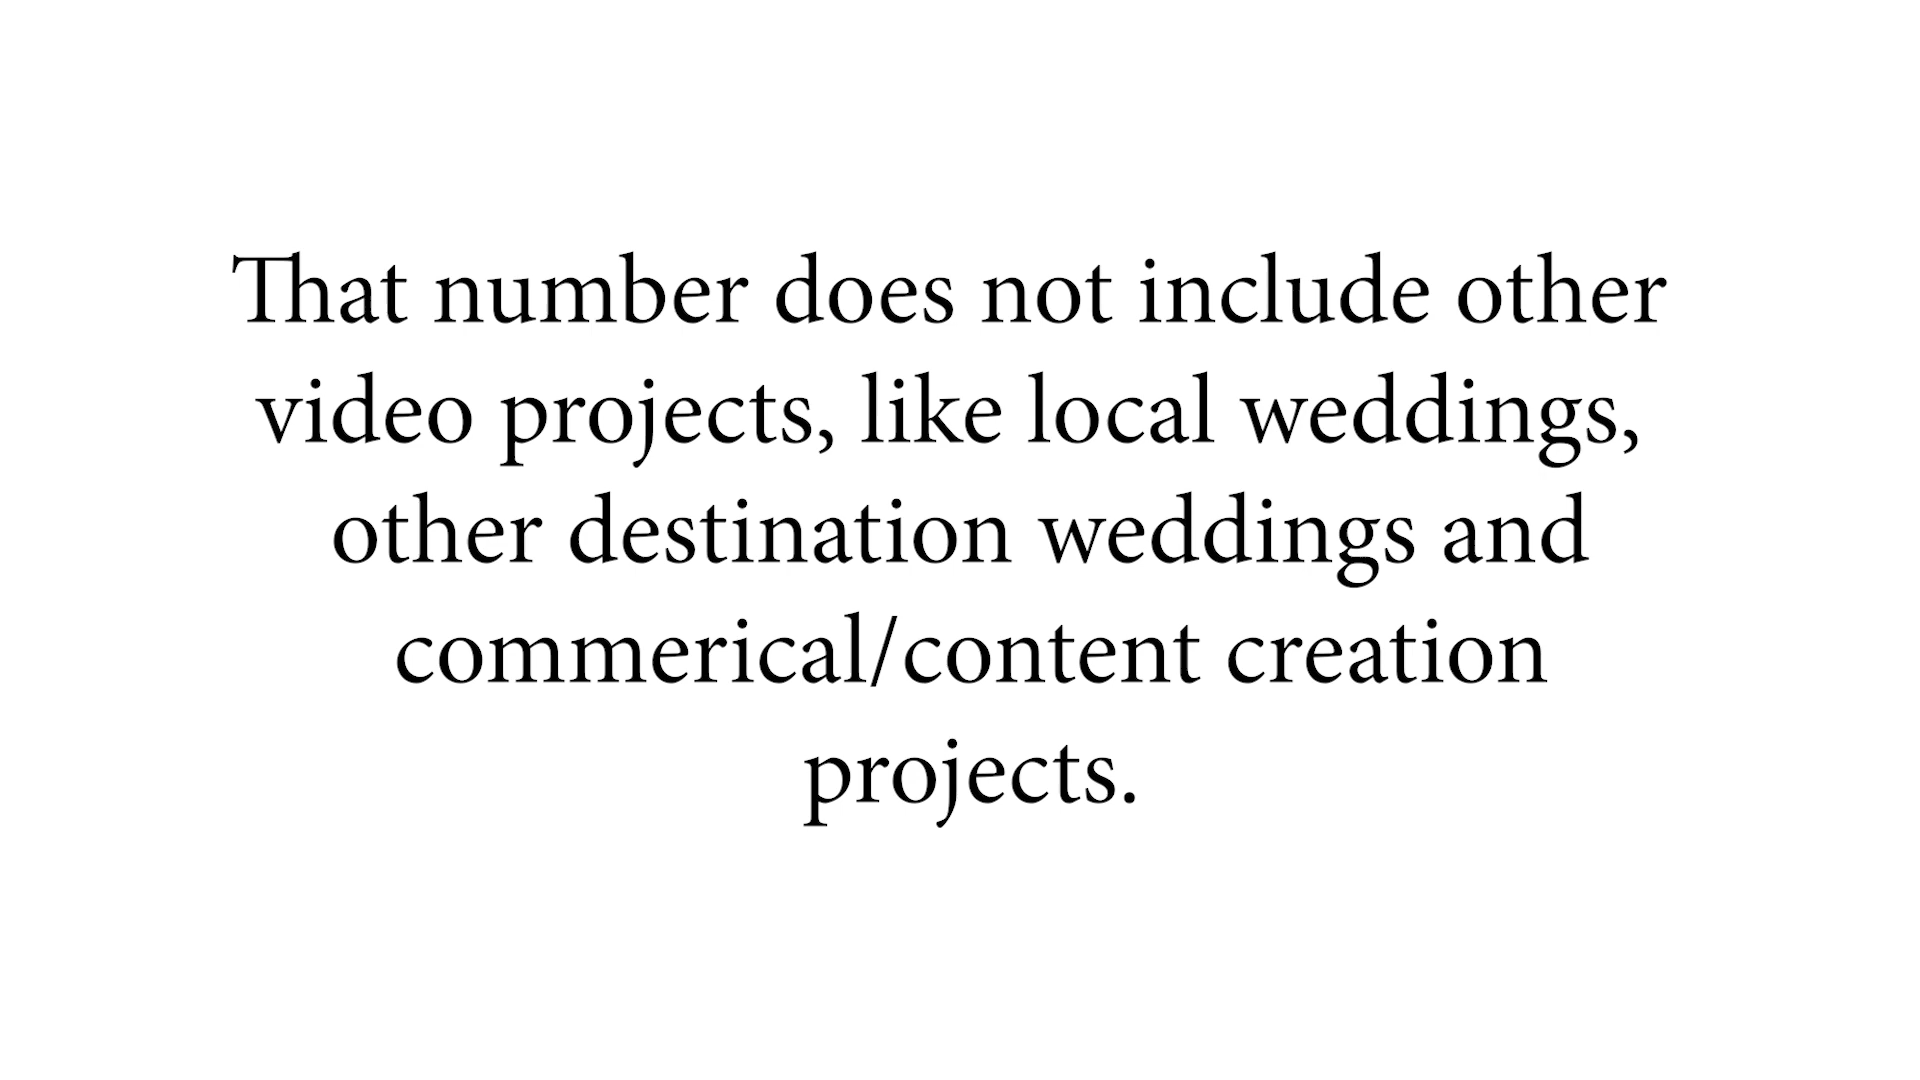 That number does not include other
video projects, like local weddings,
other destination weddings and
commerical/content creation
projects.